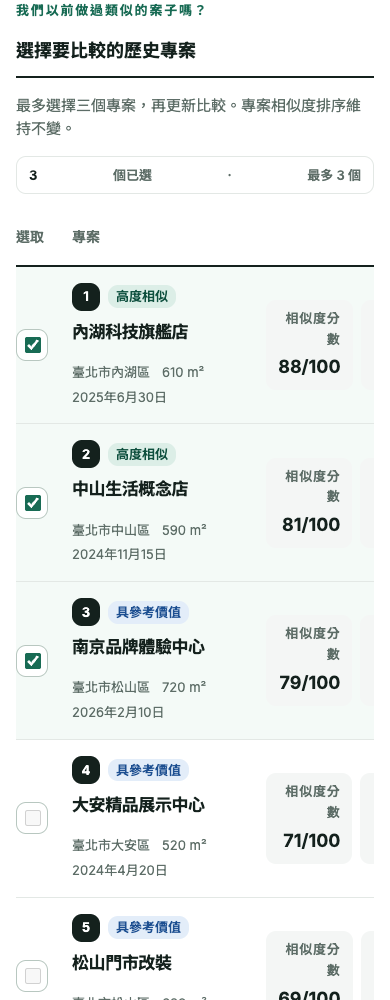 我們以前做過類似的案子嗎？
選擇要比較的歷史專案
最多選擇三個專案，再更新比較。專案相似度排序維
持不變。
3 個已選 · 最多 3 個
選取 專案
1 高度相似
內湖科技旗艦店
臺北市內湖區 610 m²
2025年6月30日
相似度分
數
88/100
2 高度相似
中山生活概念店
臺北市中山區 590 m²
2024年11月15日
相似度分
數
81/100
3 具參考價值
南京品牌體驗中心
臺北市松山區 720 m²
2026年2月10日
相似度分
數
79/100
4 具參考價值
大安精品展示中心
臺北市大安區 520 m²
2024年4月20日
相似度分
數
71/100
5 具參考價值
松山門市改裝
相似度分
數
69/100